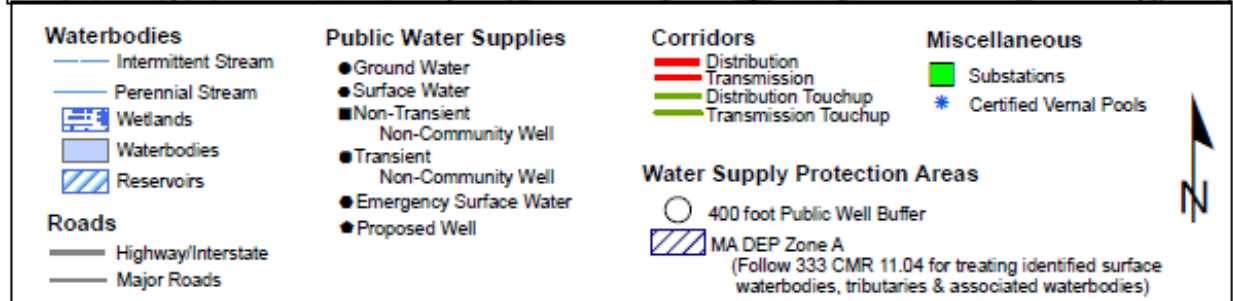 Waterbodies
Intermittent Stream
Perennial Stream
Wetlands
Waterbodies
Reservoirs
Roads
Highway/Interstate
Major Roads
Public Water Supplies
Ground Water
Surface Water
Non-Transient
Non-Community Well
Transient
Non-Community Well
Emergency Surface Water
Proposed Well
Corridors
Distribution
Transmission
Distribution Touchup
Transmission Touchup
Miscellaneous
Substations
Certified Vernal Pools
Water Supply Protection Areas
400 foot Public Well Buffer
MA DEP Zone A
(Follow 333 CMR 11.04 for treating identified surface
waterbodies, tributaries & associated waterbodies)
N